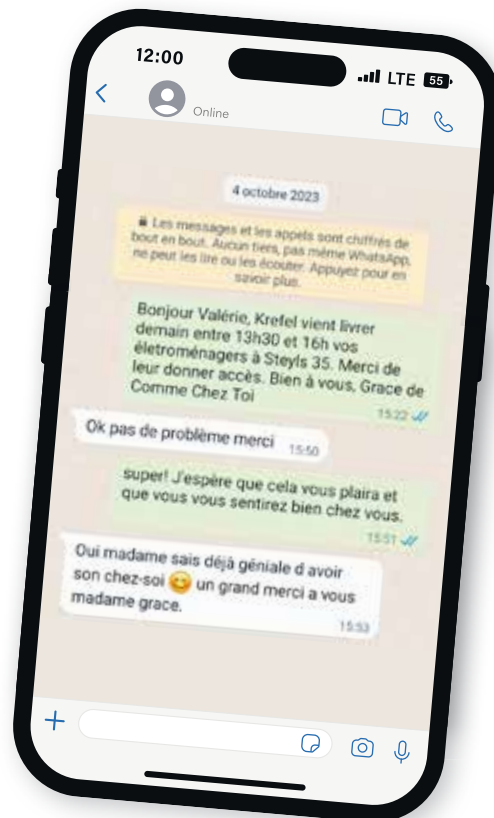 12:00
LTE 55
Online
4 octobre 2023
Les messages et les appels sont chiffrés de
bout en bout. Aucun tiers, pas même WhatsApp,
ne peut les lire ou les écouter. Appuyez pour en
savoir plus.
Bonjour Valérie, Krefel vient livrer
demain entre 13h30 et 16h vos
életroménagers à Steyls 35. Merci de
leur donner accès. Bien à vous, Grace de
Comme Chez Toi
15:22
Ok pas de problème merci 15:50
super! J'espère que cela vous plaira et
que vous vous sentirez bien chez vous.
15:51
Oui madame sais déjà géniale d avoir
son chez-soi 😊 un grand merci a vous
madame grace.
15:53